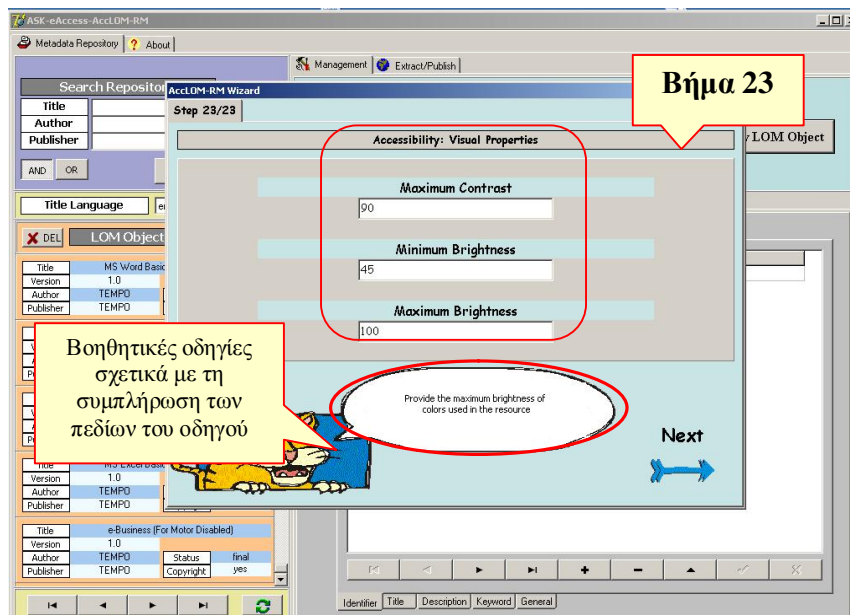 ASK-eAccess-AccLOM-RM
Metadata Repository ? About
Management Extract/Publish
Search Reposito
Title
Author
Publisher
AND OR
Title Language
AccLOM-RM Wizard
Step 23/23
Βήμα 23
LOM Object
Accessibility: Visual Properties
Maximum Contrast
90
Minimum Brightness
45
Maximum Brightness
100
DEL LOM Object
Title MS Word Basic
Version 1.0
Author TEMPO
Publisher TEMPO
Βοηθητικές οδηγίες
σχετικά με τη
συμπλήρωση των
πεδίων του οδηγού
Provide the maximum brightness of
colors used in the resource
Next
Title MS Excel Basic
Version 1.0
Author TEMPO
Publisher TEMPO
Title e-Business (For Motor Disabled)
Version 1.0
Author TEMPO Status final
Publisher TEMPO Copyright yes
Identifier Title Description Keyword General